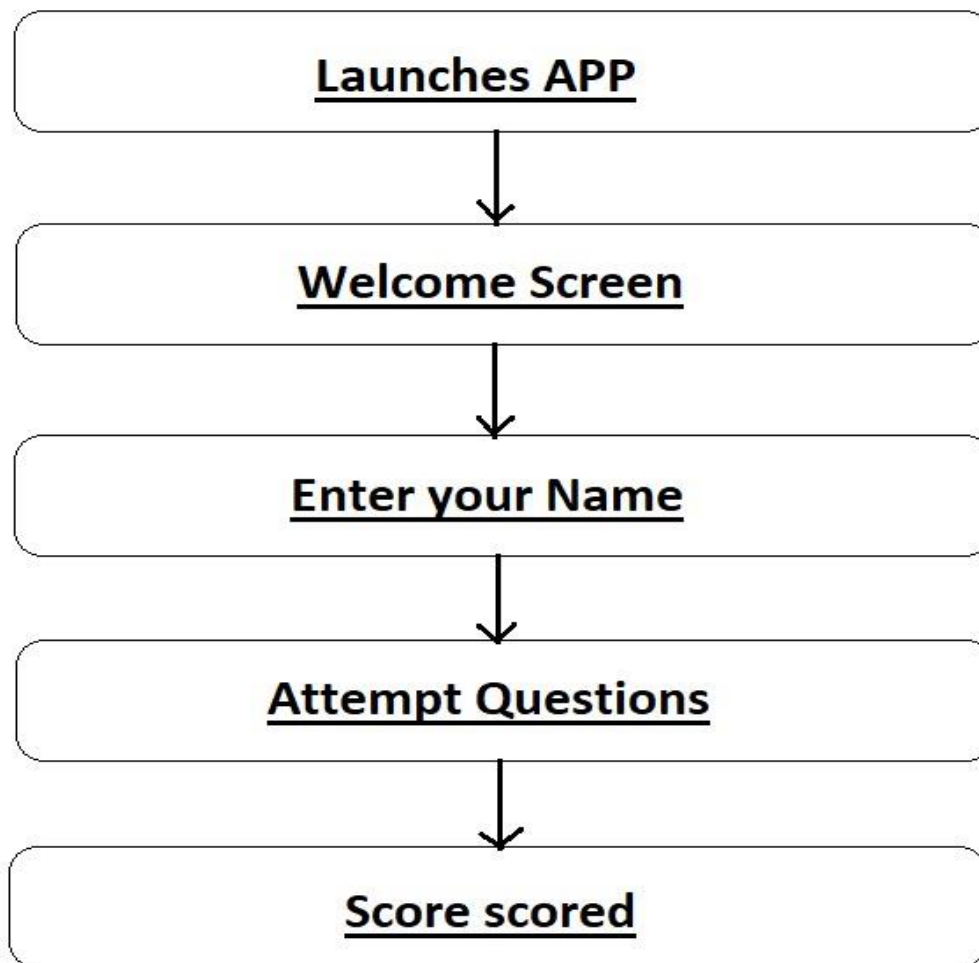 Launches APP
Welcome Screen
Enter your Name
Attempt Questions
Score scored